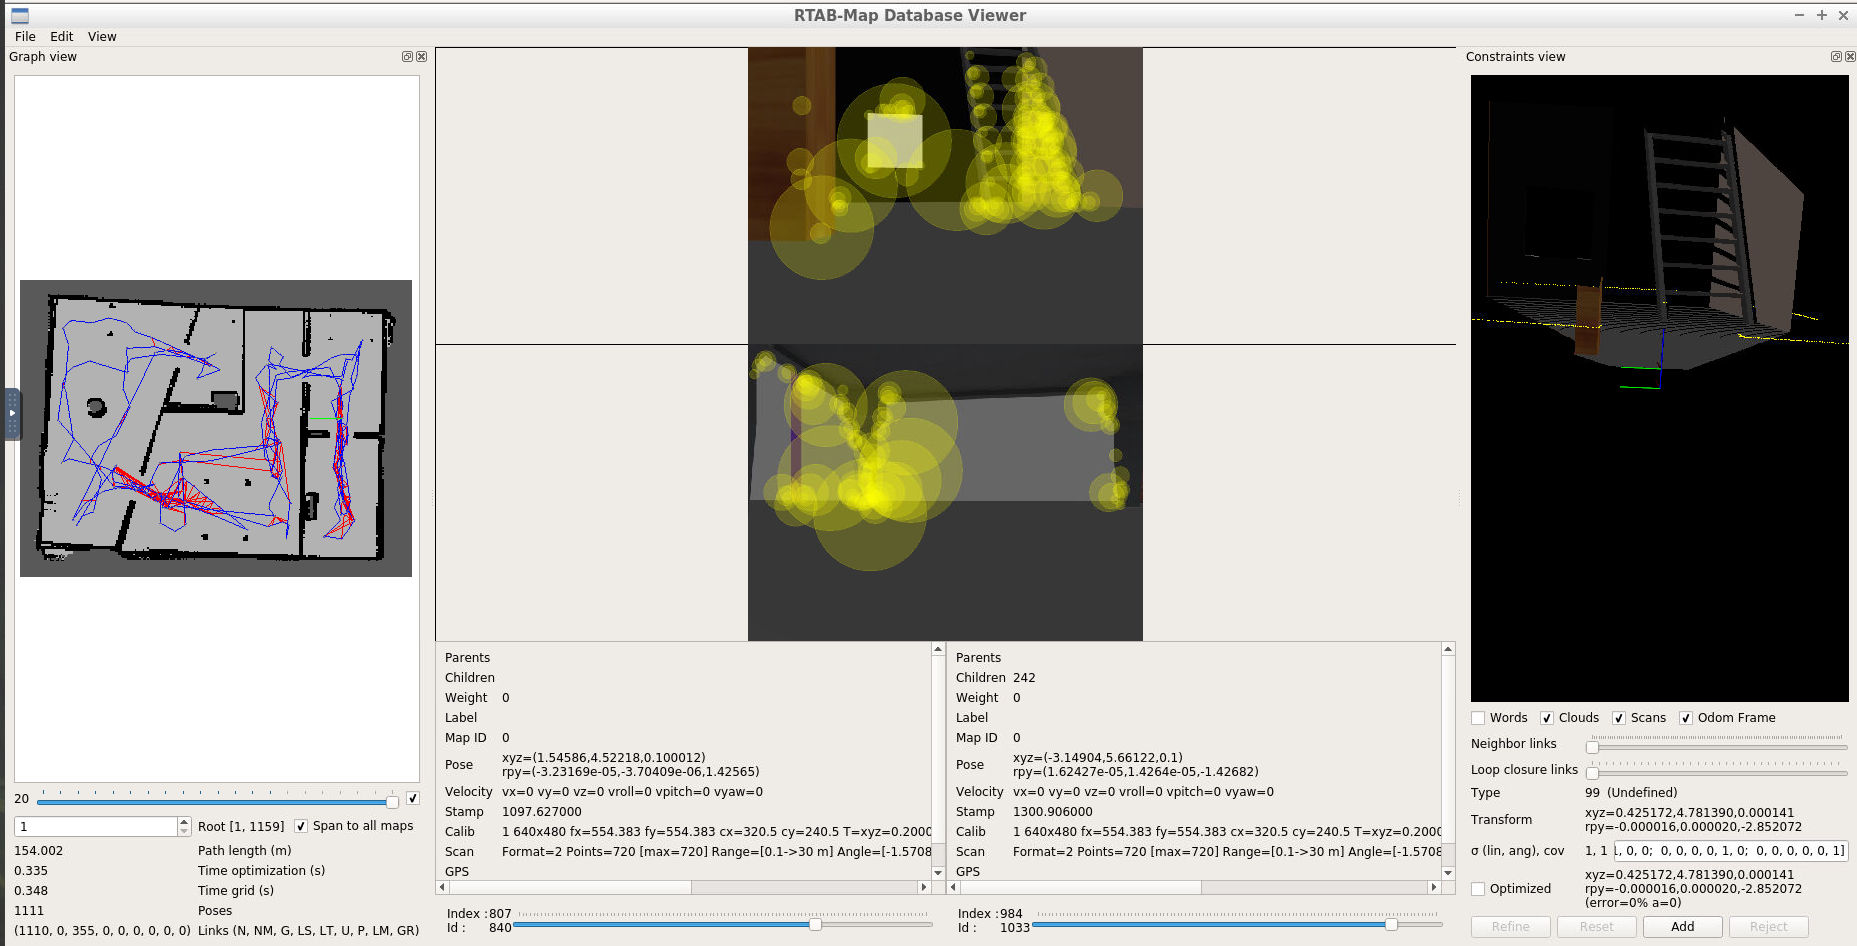 RTAB-Map Database Viewer
File Edit View
Graph view
20
1
Root [1, 1159]
Span to all maps
154.002 Path length (m)
0.335 Time optimization (s)
0.348 Time grid (s)
1111 Poses
(1110, 0, 355, 0, 0, 0, 0, 0, 0) Links (N, NM, G, LS, LT, U, P, LM, GR)
Parents
Children
Weight 0
Label
Map ID 0
Pose xyz=(1.54586,4.52218,0.100012)
rpy=(-3.23169e-05,-3.70409e-06,1.42565)
Velocity vx=0 vy=0 vz=0 vroll=0 vpitch=0 vyaw=0
Stamp 1097.627000
Calib 1 640x480 fx=554.383 fy=554.383 cx=320.5 cy=240.5 T=xyz=0.2000
Scan Format=2 Points=720 [max=720] Range=[0.1->30 m] Angle=[-1.5708
GPS
Index : 807
Id : 840
Parents
Children 242
Weight 0
Label
Map ID 0
Pose xyz=(-3.14904,5.66122,0.1)
rpy=(1.62427e-05,1.4264e-05,-1.42682)
Velocity vx=0 vy=0 vz=0 vroll=0 vpitch=0 vyaw=0
Stamp 1300.906000
Calib 1 640x480 fx=554.383 fy=554.383 cx=320.5 cy=240.5 T=xyz=0.2000
Scan Format=2 Points=720 [max=720] Range=[0.1->30 m] Angle=[-1.5708
GPS
Index : 984
Id : 1033
Constraints view
Words Clouds Scans Odom Frame
Neighbor links
Loop closure links
Type 99 (Undefined)
Transform xyz=0.425172,4.781390,0.000141
rpy=-0.000016,0.000020,-2.852072
σ (lin, ang), cov 1, 1 1, 0, 0; 0, 0, 0, 0, 1, 0; 0, 0, 0, 0, 0, 1]
Optimized xyz=0.425172,4.781390,0.000141
rpy=-0.000016,0.000020,-2.852072
(error=0% a=0)
Refine Reset Add Reject